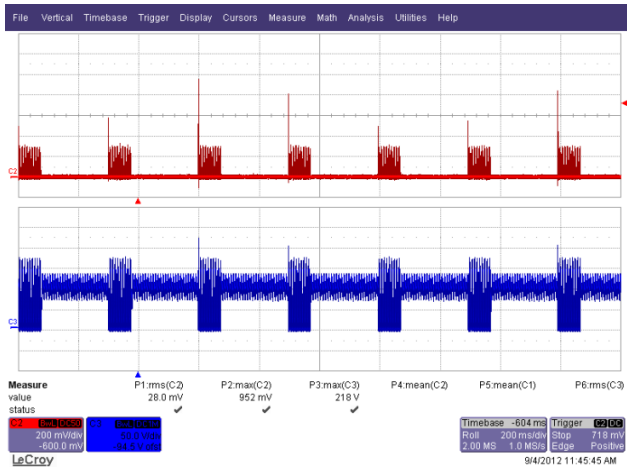 File Vertical Timebase Trigger Display Cursors Measure Math Analysis Utilities Help
C2
C3
Measure P1:rms(C2) P2:max(C2) P3:max(C3) P4:mean(C2) P5:mean(C1) P6:rms(C3)
value 28.0 mV 952 mV 218 V
status
C2 BwL DC50
200 mV/div
-600.0 mV
C3
50.0 V/div
Timebase -604 ms
Roll 200 ms/div
2.00 MS 1.0 MS/s
Trigger C2 DC
Stop 718 mV
Edge Positive
LeCroy
9/4/2012 11:45:45 AM